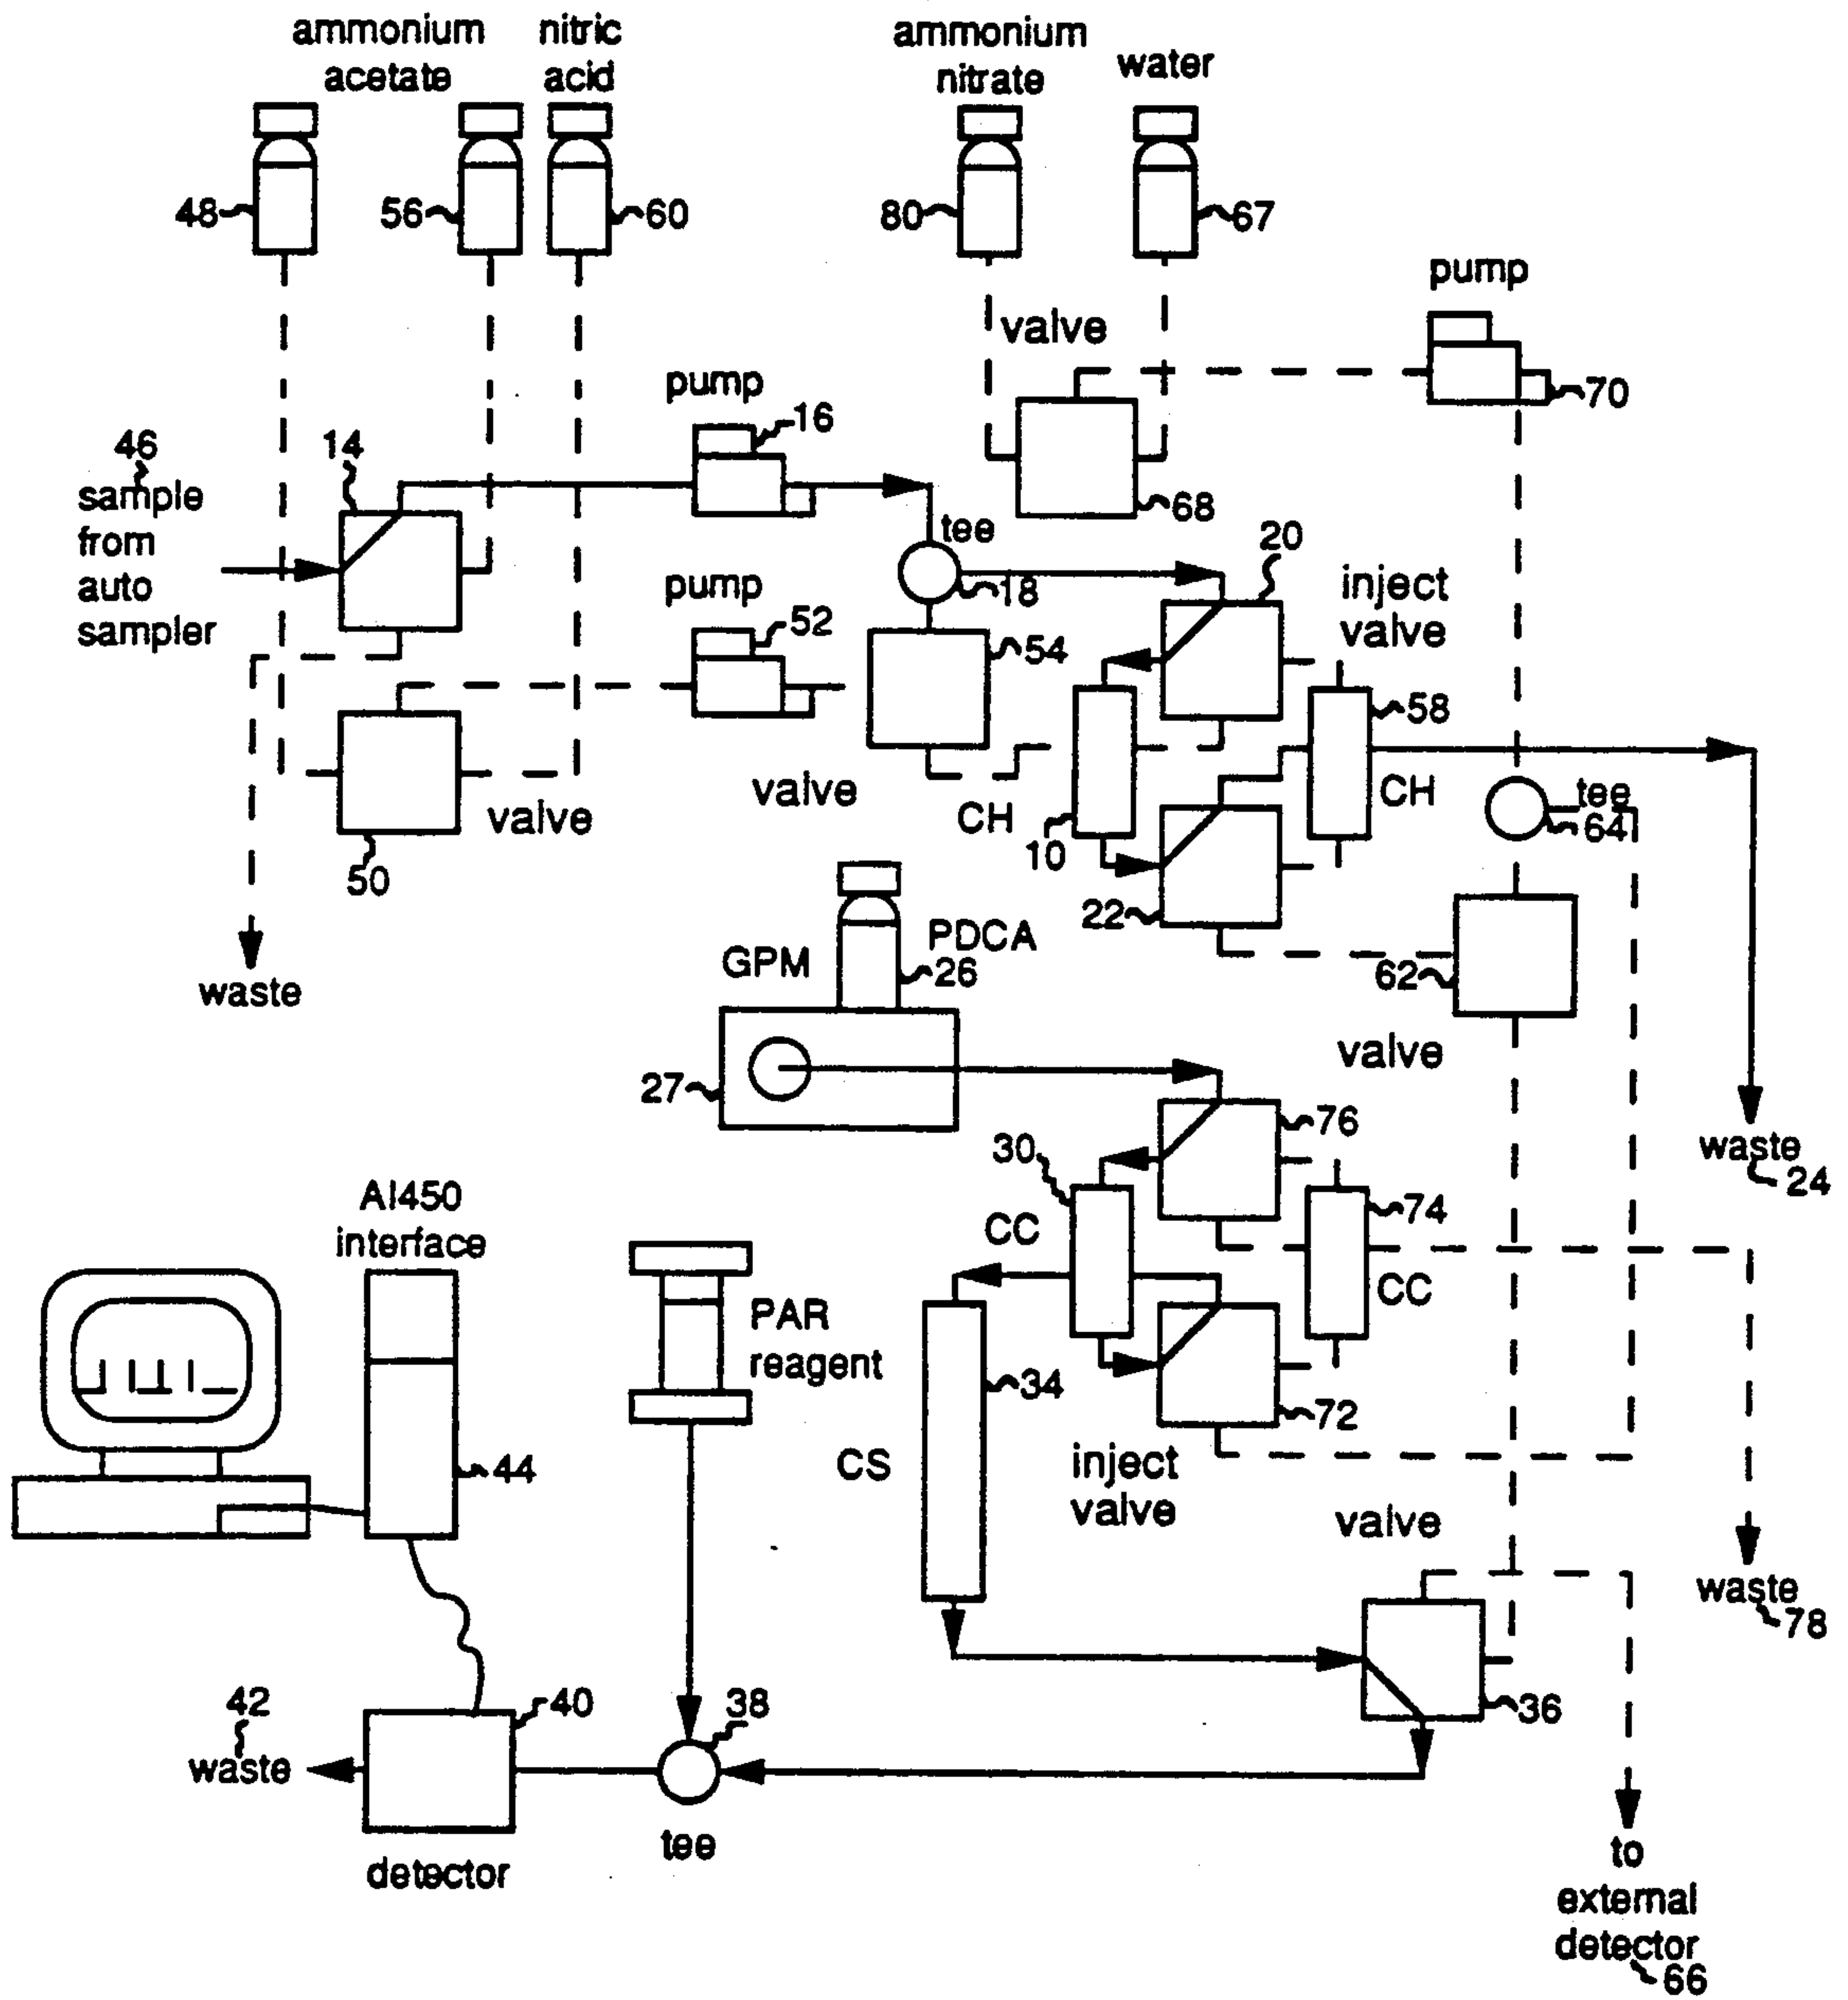 ammonium
acetate
nitric
acid
ammonium
nitrate
water
48
56
60
80
67
pump
valve
70
pump
16
46
sample
from
auto
sampler
14
68
tee
18
20
inject
valve
pump
52
54
58
valve
CH
10
CH
tee
64
valve
50
22
62
waste
GPM
PDCA
26
valve
27
76
waste
24
30
CC
74
CC
AI450
interface
PAR
reagent
34
72
CS
inject
valve
44
valve
waste
78
36
42
waste
40
38
tee
detector
to
external
detector
66